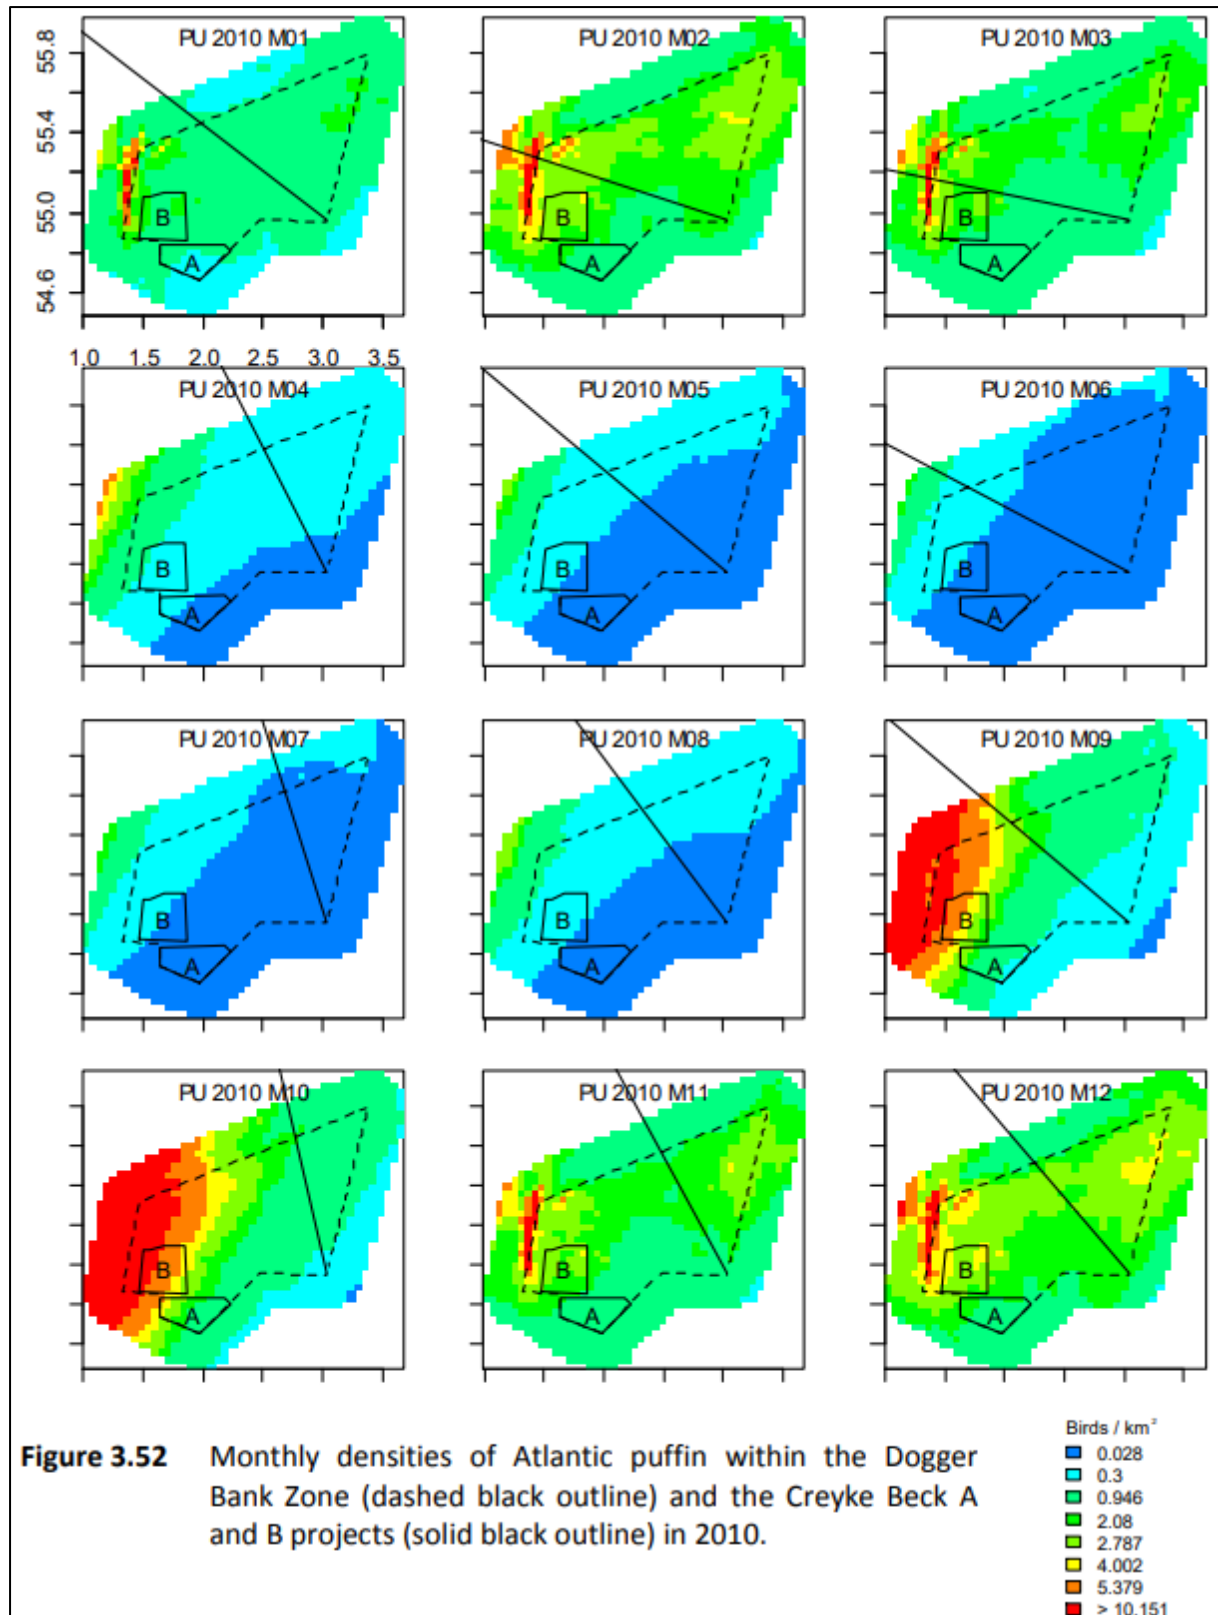 PU 2010 M01
PU 2010 M02
PU 2010 M03
55.8
55.4
55.0
54.6
B
A
B
A
B
A
1.0 1.5 2.0 2.5 3.0 3.5
PU 2010 M04
PU 2010 M05
PU 2010 M06
B
A
B
A
B
A
PU 2010 M07
PU 2010 M08
PU 2010 M09
B
A
B
A
B
A
PU 2010 M10
PU 2010 M11
PU 2010 M12
B
A
B
A
B
A
Figure 3.52 Monthly densities of Atlantic puffin within the Dogger
Bank Zone (dashed black outline) and the Creyke Beck A
and B projects (solid black outline) in 2010.
Birds / km²
0.028
0.3
0.946
2.08
2.787
4.002
5.379
> 10.151